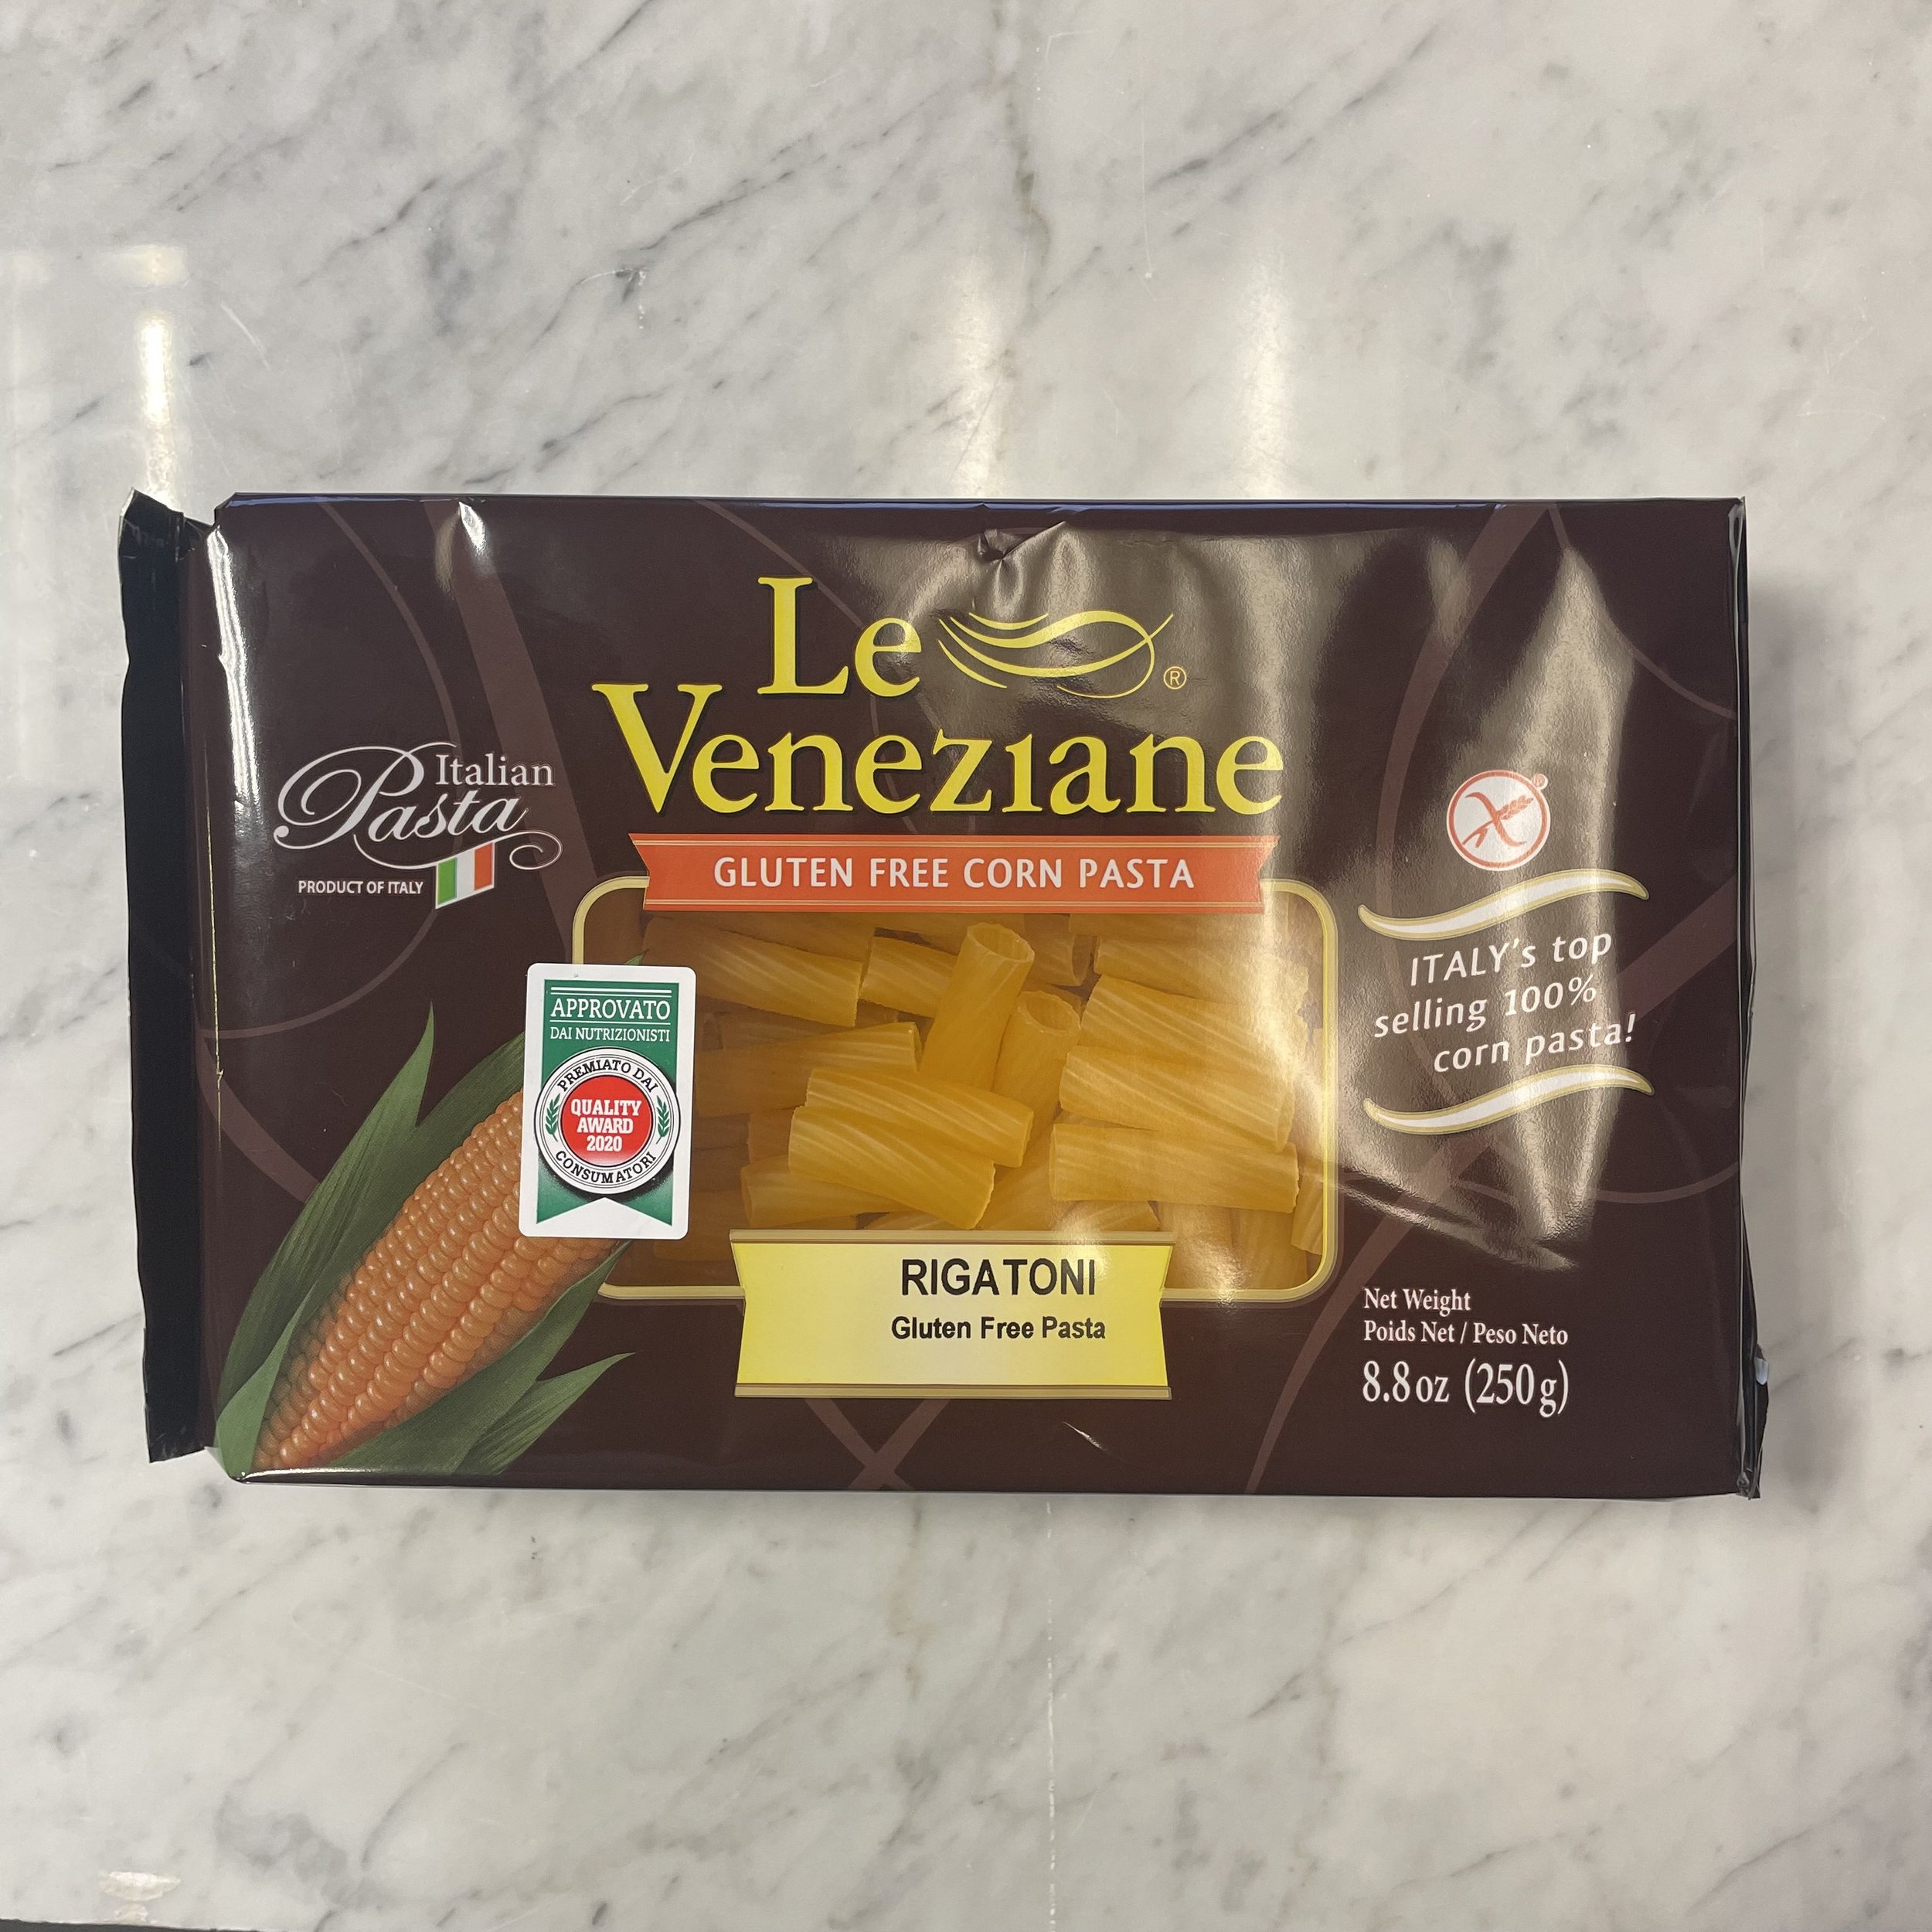 Le
Veneziane
®
GLUTEN FREE CORN PASTA
Italian
Pasta
PRODUCT OF ITALY
®
ITALY's top
selling 100%
corn pasta!
APPROVATO
DAI NUTRIZIONISTI
PREMIATO DAI
QUALITY
AWARD
2020
CONSUMATORI
RIGATONI
Gluten Free Pasta
Net Weight
Poids Net / Peso Neto
8.8 oz (250 g)